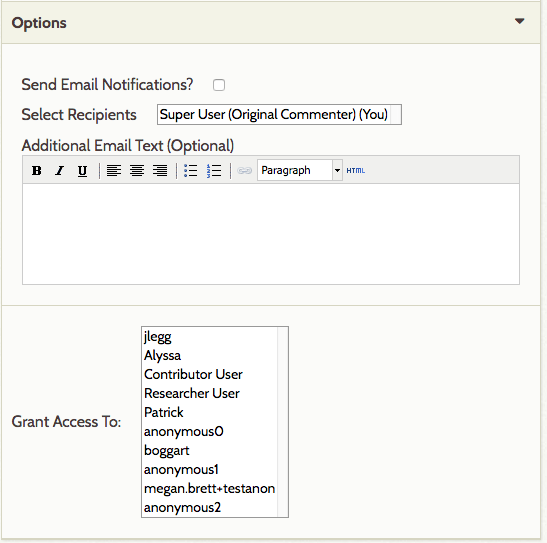 Options
Send Email Notifications?
Select Recipients Super User (Original Commenter) (You)
Additional Email Text (Optional)
B I U Paragraph HTML
jlegg
Alyssa
Contributor User
Researcher User
Patrick
Grant Access To: anonymous0
boggart
anonymous1
megan.brett+testanon
anonymous2